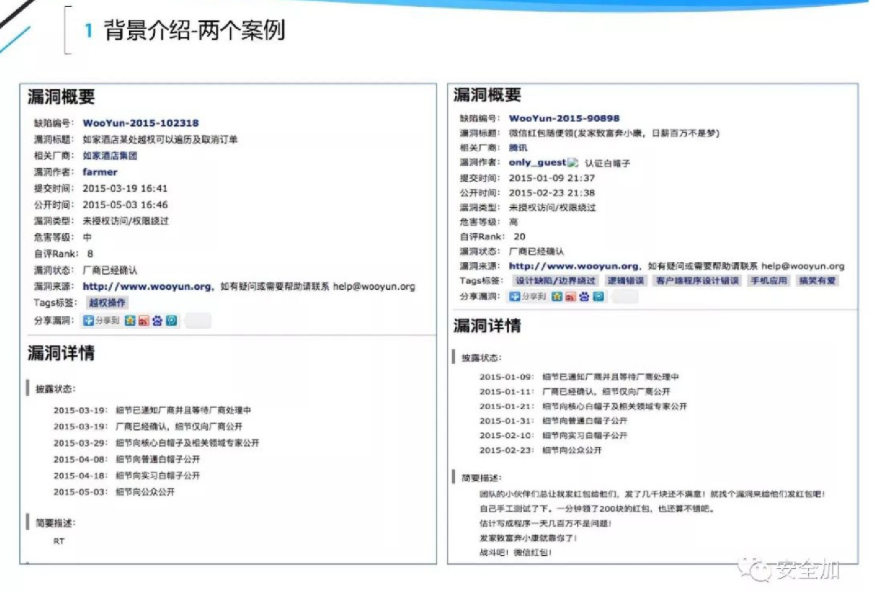 1 背景介绍-两个案例
漏洞概要
缺陷编号: WooYun-2015-102318
漏洞标题: 如家酒店某处越权可以遍历及取消订单
相关厂商: 如家酒店集团
漏洞作者: farmer
提交时间: 2015-03-19 16:41
公开时间: 2015-05-03 16:46
漏洞类型: 未授权访问/权限绕过
危害等级: 中
自评Rank: 8
漏洞状态: 厂商已经确认
漏洞来源: http://www.wooyun.org, 如有疑问或需要帮助请联系 help@wooyun.org
Tags标签: 越权操作
分享漏洞: 分享到
漏洞详情
披露状态:
2015-03-19: 细节已通知厂商并且等待厂商处理中
2015-03-19: 厂商已经确认, 细节仅向厂商公开
2015-03-29: 细节向核心白帽子及相关领域专家公开
2015-04-08: 细节向普通白帽子公开
2015-04-18: 细节向实习白帽子公开
2015-05-03: 细节向公众公开
简要描述:
RT
漏洞概要
缺陷编号: WooYun-2015-90898
漏洞标题: 微信红包随便领(发家致富奔小康, 日薪百万不是梦)
相关厂商: 腾讯
漏洞作者: only_guest 认证白帽子
提交时间: 2015-01-09 21:37
公开时间: 2015-02-23 21:38
漏洞类型: 未授权访问/权限绕过
危害等级: 高
自评Rank: 20
漏洞状态: 厂商已经确认
漏洞来源: http://www.wooyun.org, 如有疑问或需要帮助请联系 help@wooyun.org
Tags标签: 设计缺陷/边界绕过 逻辑错误 客户端程序设计错误 手机应用 搞笑有爱
分享漏洞: 分享到
漏洞详情
披露状态:
2015-01-09: 细节已通知厂商并且等待厂商处理中
2015-01-11: 厂商已经确认, 细节仅向厂商公开
2015-01-21: 细节向核心白帽子及相关领域专家公开
2015-01-31: 细节向普通白帽子公开
2015-02-10: 细节向实习白帽子公开
2015-02-23: 细节向公众公开
简要描述:
团队的小伙伴们总让我发红包给他们, 发了几千块还不满意! 就找个漏洞来给他们发红包吧!
自己手工测试了下。一分钟领了200块的红包, 也还算不错吧。
估计写成程序一天几百万不是问题!
发家致富奔小康就靠你了!
战斗吧! 微信红包!
安全加